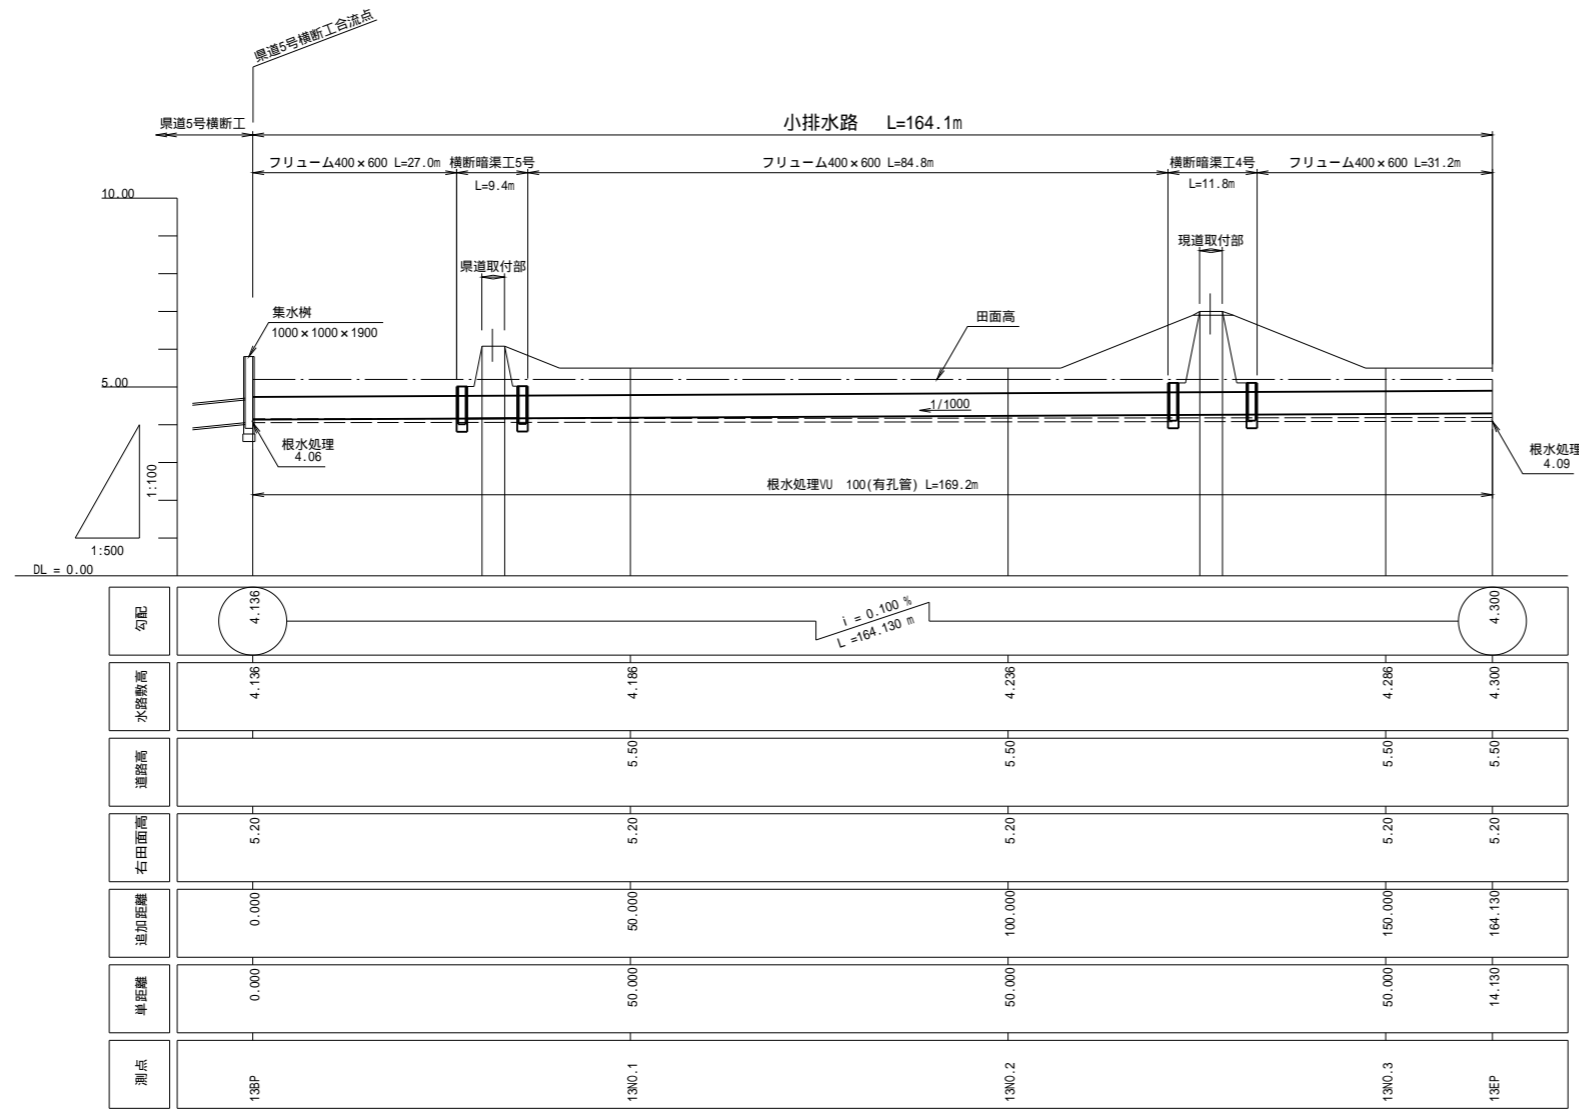 県道5号横断工合流点
県道5号横断工
小排水路 L=164.1m
フリューム400×600 L=27.0m
横断暗渠工5号
L=9.4m
フリューム400×600 L=84.8m
横断暗渠工4号
L=11.8m
フリューム400×600 L=31.2m
10.00
県道取付部
現道取付部
集水桝
1000×1000×1900
田面高
5.00
1/1000
根水処理
4.06
根水処理
4.09
根水処理VU 100(有孔管) L=169.2m
1:100
1:500
DL = 0.00
勾配
4.136
i = 0.100 %
L =164.130 m
4.300
水路敷高
4.136
4.186
4.236
4.286
4.300
道路高
5.50
5.50
5.50
5.50
右田面高
5.20
5.20
5.20
5.20
5.20
追加距離
0.000
50.000
100.000
150.000
164.130
単距離
0.000
50.000
50.000
50.000
14.130
測点
13BP
13NO.1
13NO.2
13NO.3
13EP